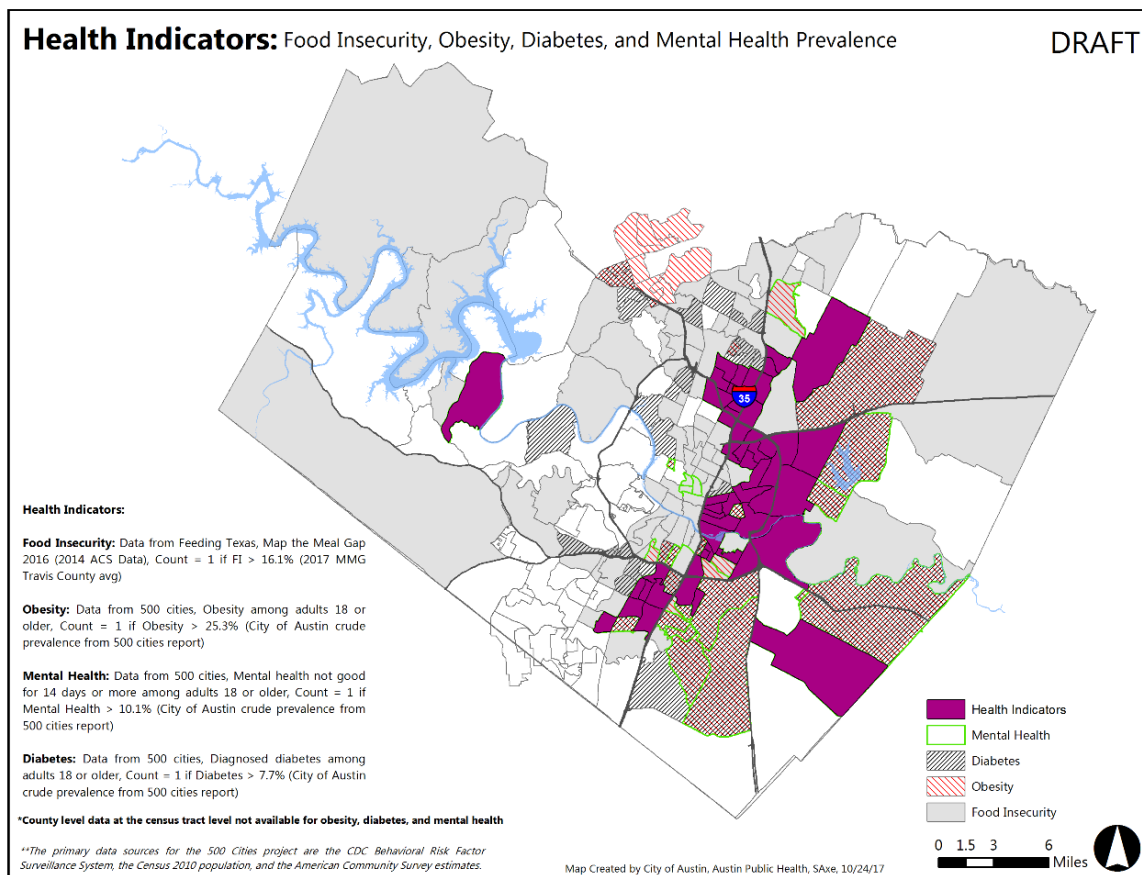 Health Indicators: Food Insecurity, Obesity, Diabetes, and Mental Health Prevalence
DRAFT
35
Health Indicators:
Food Insecurity: Data from Feeding Texas, Map the Meal Gap
2016 (2014 ACS Data), Count = 1 if FI > 16.1% (2017 MMG
Travis County avg)
Obesity: Data from 500 cities, Obesity among adults 18 or
older, Count = 1 if Obesity > 25.3% (City of Austin crude
prevalence from 500 cities report)
Mental Health: Data from 500 cities, Mental health not good
for 14 days or more among adults 18 or older, Count = 1 if
Mental Health > 10.1% (City of Austin crude prevalence from
500 cities report)
Diabetes: Data from 500 cities, Diagnosed diabetes among
adults 18 or older, Count = 1 if Diabetes > 7.7% (City of Austin
crude prevalence from 500 cities report)
*County level data at the census tract level not available for obesity, diabetes, and mental health
**The primary data sources for the 500 Cities project are the CDC Behavioral Risk Factor
Surveillance System, the Census 2010 population, and the American Community Survey estimates.
Map Created by City of Austin, Austin Public Health, SAxe, 10/24/17
Health Indicators
Mental Health
Diabetes
Obesity
Food Insecurity
0 1.5 3 6
Miles